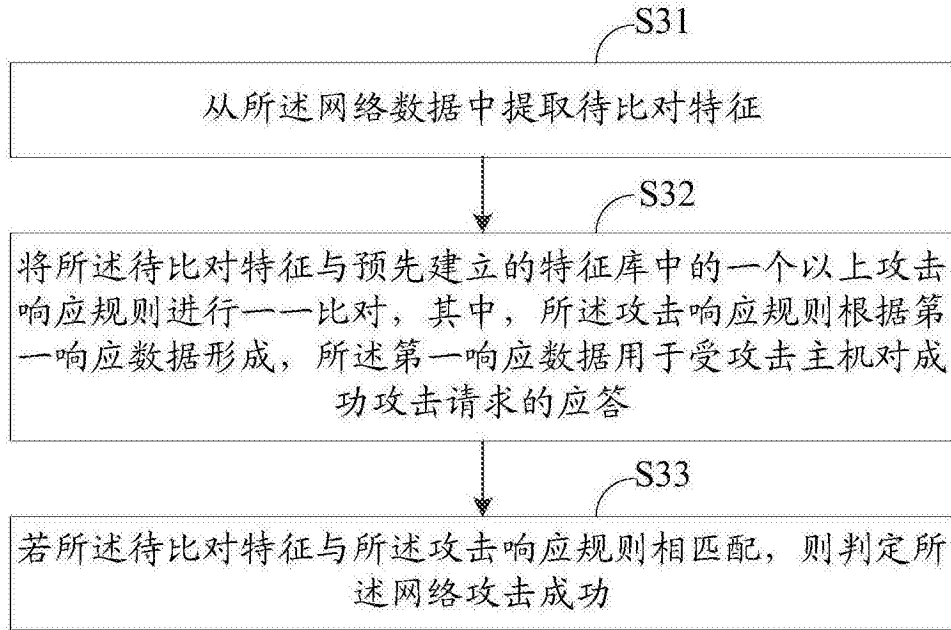 S31
从所述网络数据中提取待比对特征
S32
将所述待比对特征与预先建立的特征库中的一个以上攻击
响应规则进行一一比对，其中，所述攻击响应规则根据第
一响应数据形成，所述第一响应数据用于受攻击主机对成
功攻击请求的应答
S33
若所述待比对特征与所述攻击响应规则相匹配，则判定所
述网络攻击成功